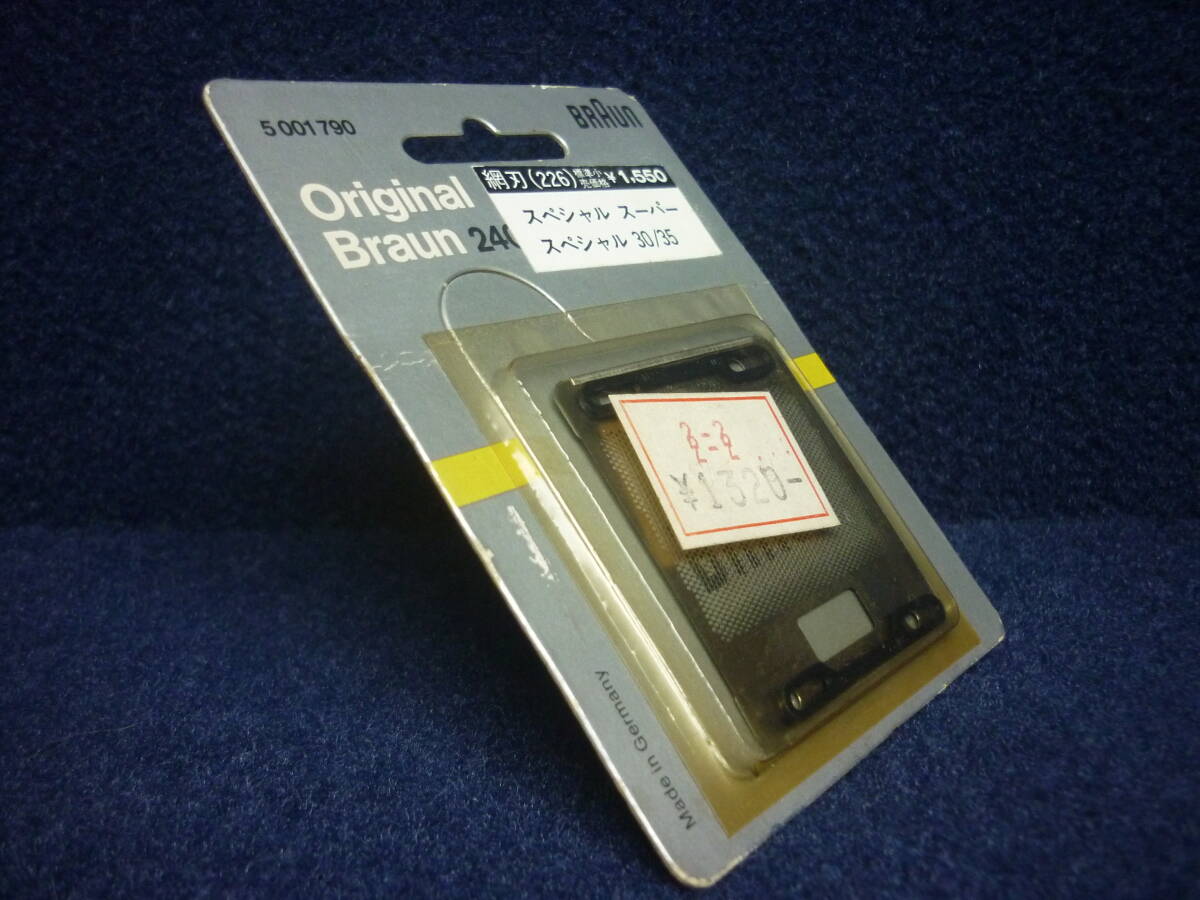 5 001 790
BRAUN
網刃(226)標準小売価格¥1,550
Original
スペシャル スーパー
Braun
スペシャル 30/35
¥1320-
Made in Germany